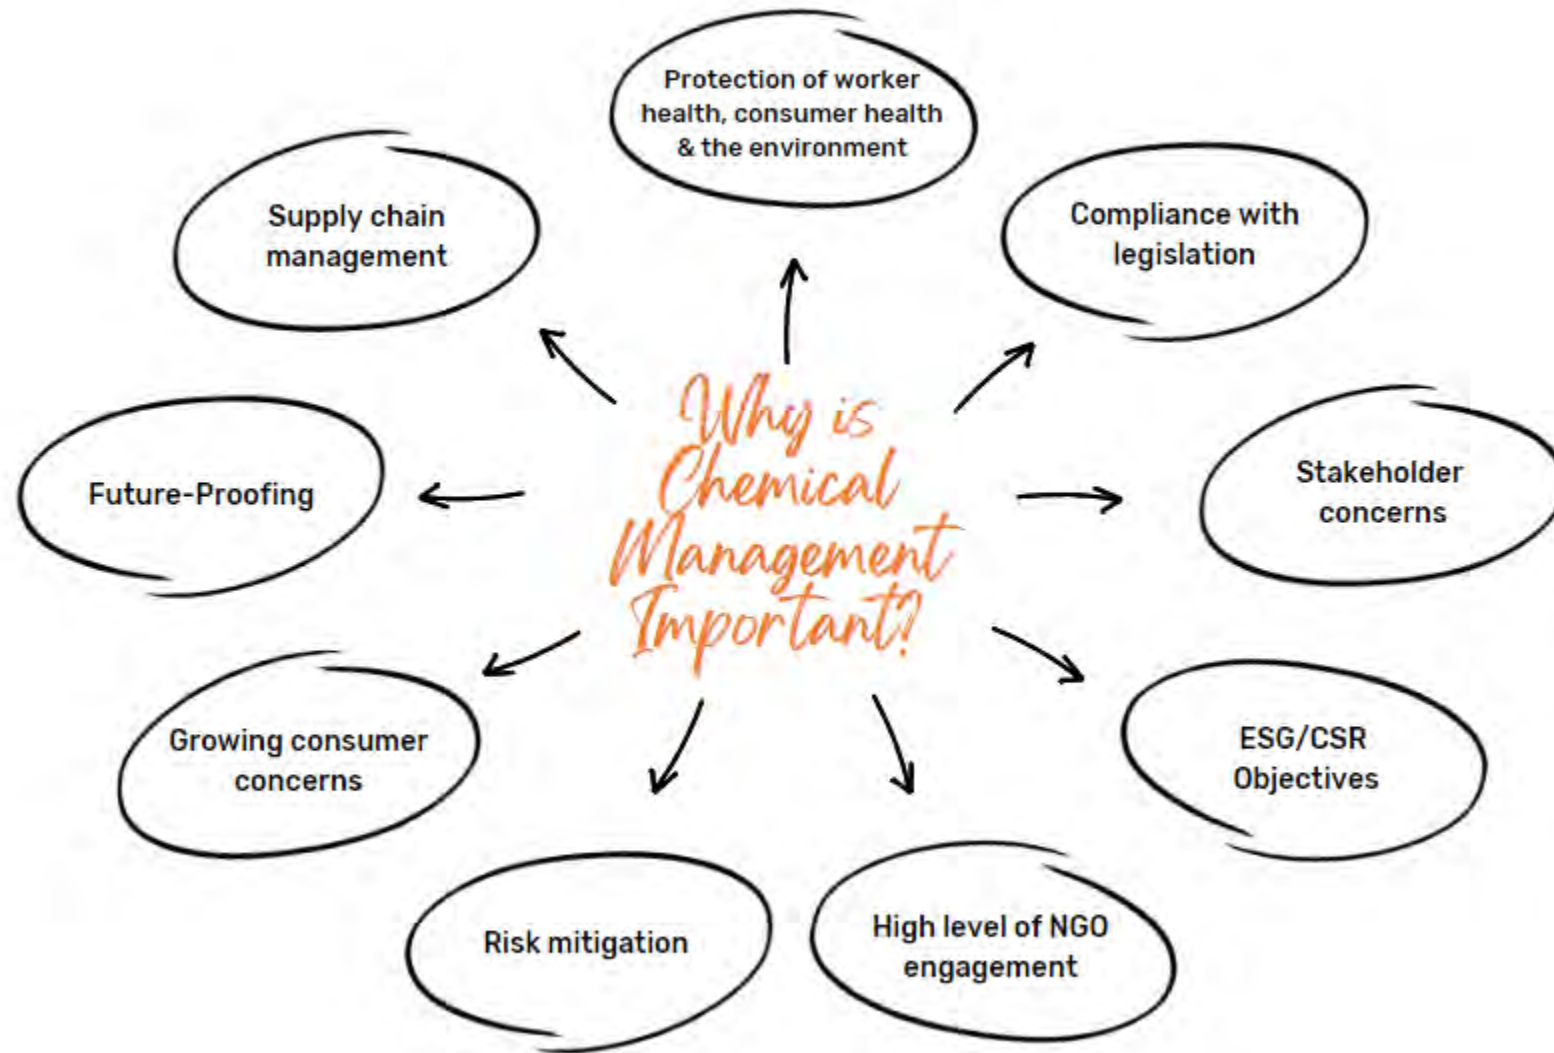 Why is
Chemical
Management
Important?
Protection of worker
health, consumer health
& the environment
Compliance with
legislation
Stakeholder
concerns
ESG/CSR
Objectives
High level of NGO
engagement
Risk mitigation
Growing consumer
concerns
Future-Proofing
Supply chain
management